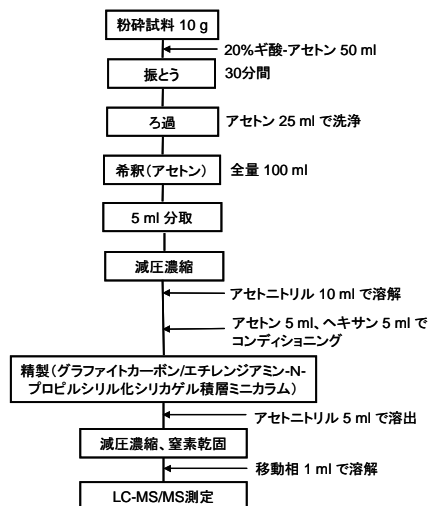 粉砕試料 10 g
20%ギ酸-アセトン 50 ml
振とう
30分間
ろ過
アセトン 25 ml で洗浄
希釈(アセトン)
全量 100 ml
5 ml 分取
減圧濃縮
アセトニトリル 10 ml で溶解
アセトン 5 ml、ヘキサン 5 ml で
コンディショニング
精製(グラファイトカーボン/エチレンジアミン-N-
プロピルシリル化シリカゲル積層ミニカラム)
アセトニトリル 5 ml で溶出
減圧濃縮、窒素乾固
移動相 1 ml で溶解
LC-MS/MS測定